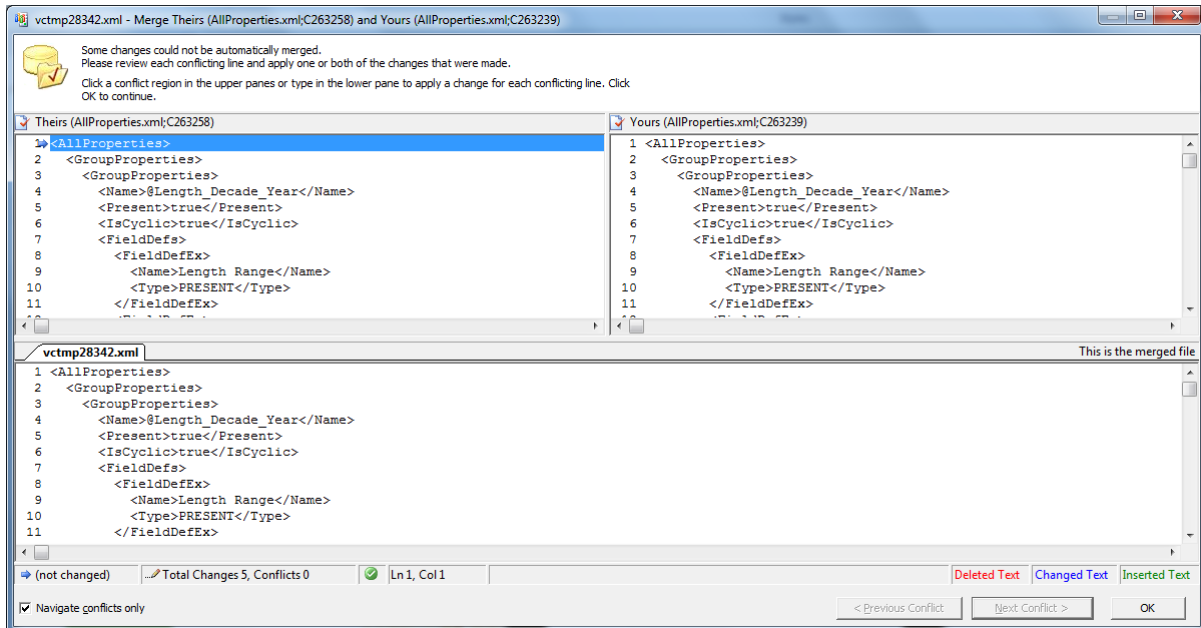 vctmp28342.xml - Merge Theirs (AllProperties.xml;C263258) and Yours (AllProperties.xml;C263239)
Some changes could not be automatically merged.
Please review each conflicting line and apply one or both of the changes that were made.
Click a conflict region in the upper panes or type in the lower pane to apply a change for each conflicting line. Click
OK to continue.
Theirs (AllProperties.xml;C263258)
1 <AllProperties>
2 <GroupProperties>
3 <GroupProperties>
4 <Name>@Length_Decade_Year</Name>
5 <Present>true</Present>
6 <IsCyclic>true</IsCyclic>
7 <FieldDefs>
8 <FieldDefEx>
9 <Name>Length Range</Name>
10 <Type>PRESENT</Type>
11 </FieldDefEx>
Yours (AllProperties.xml;C263239)
1 <AllProperties>
2 <GroupProperties>
3 <GroupProperties>
4 <Name>@Length_Decade_Year</Name>
5 <Present>true</Present>
6 <IsCyclic>true</IsCyclic>
7 <FieldDefs>
8 <FieldDefEx>
9 <Name>Length Range</Name>
10 <Type>PRESENT</Type>
11 </FieldDefEx>
vctmp28342.xml This is the merged file
1 <AllProperties>
2 <GroupProperties>
3 <GroupProperties>
4 <Name>@Length_Decade_Year</Name>
5 <Present>true</Present>
6 <IsCyclic>true</IsCyclic>
7 <FieldDefs>
8 <FieldDefEx>
9 <Name>Length Range</Name>
10 <Type>PRESENT</Type>
11 </FieldDefEx>
(not changed) Total Changes 5, Conflicts 0 Ln 1, Col 1 Deleted Text Changed Text Inserted Text
Navigate conflicts only < Previous Conflict Next Conflict > OK